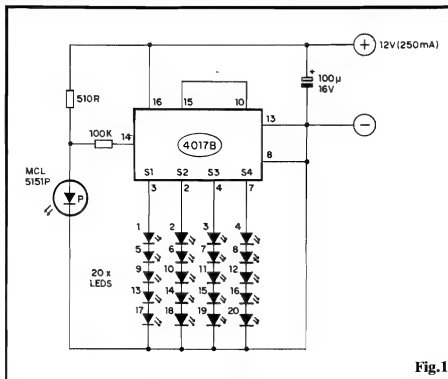 12V(250mA)
100µ
16V
+
510R
16
15
10
13
100K
14
4017B
8
MCL
5151P
P
S1
S2
S3
S4
3
2
4
7
1
2
3
4
5
6
7
8
20 x
LEDS
9
10
11
12
13
14
15
16
17
18
19
20
Fig.1